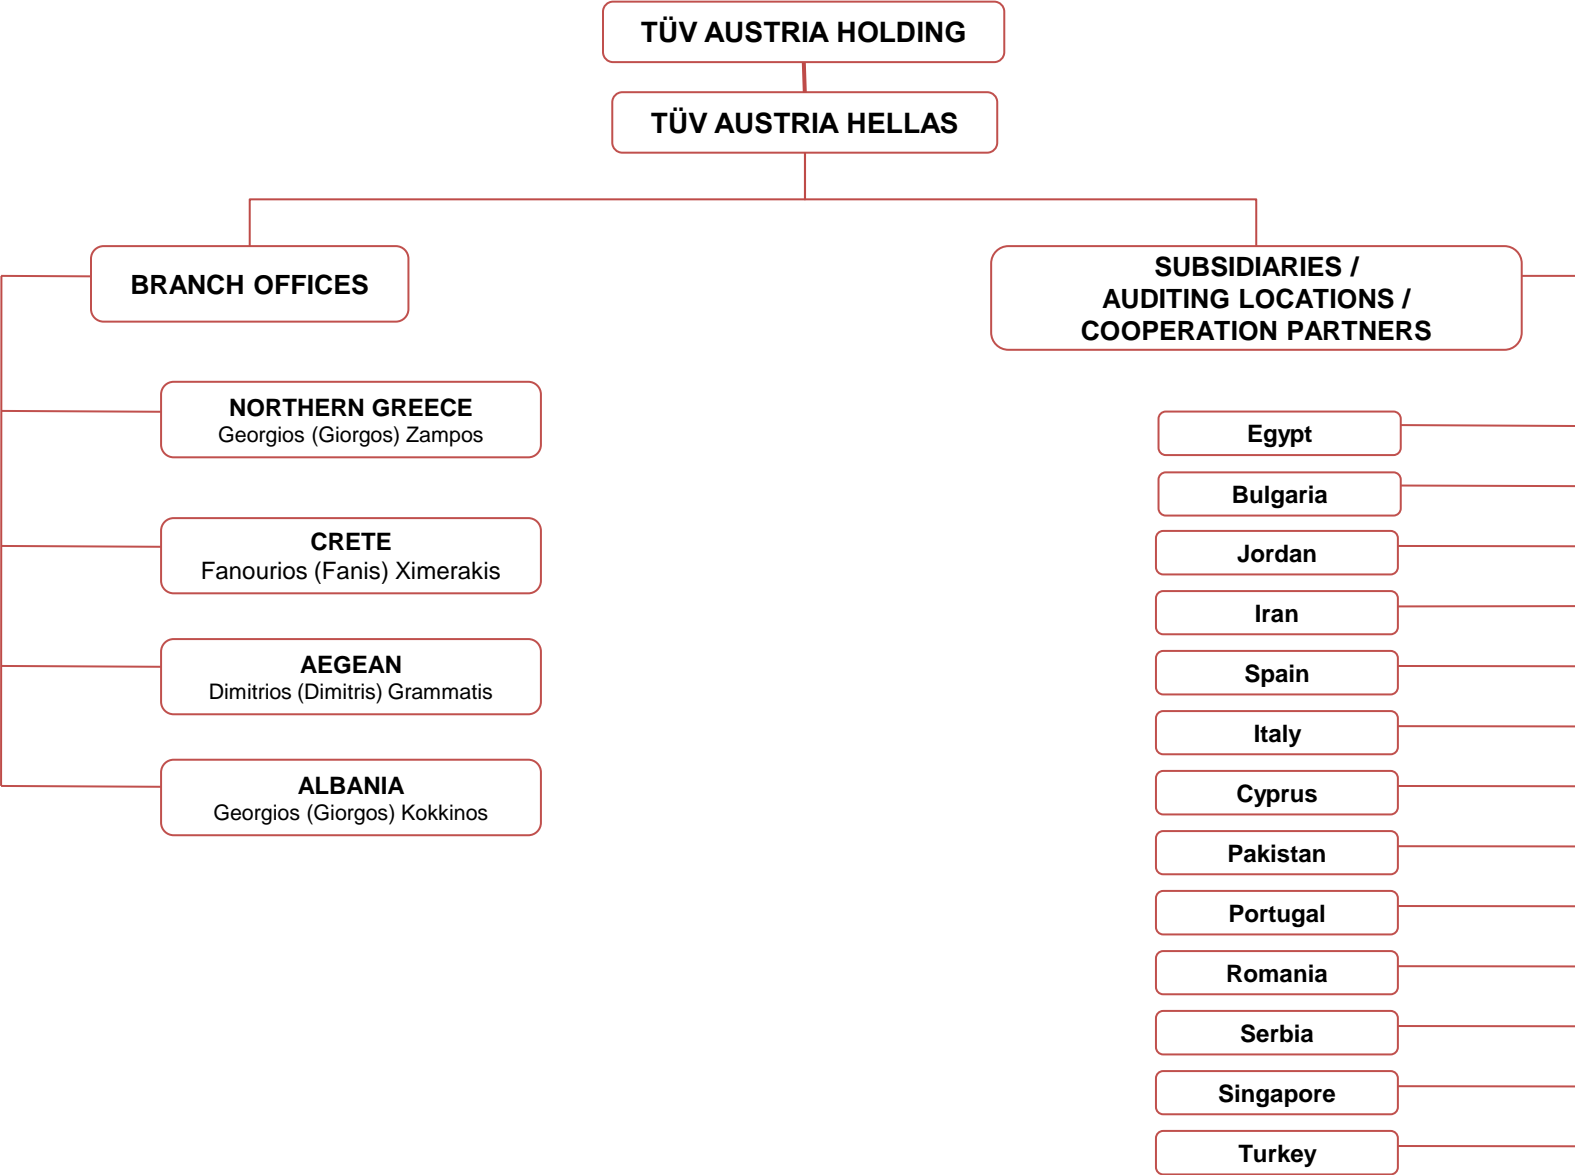 TÜV AUSTRIA HOLDING
TÜV AUSTRIA HELLAS
BRANCH OFFICES
NORTHERN GREECE
Georgios (Giorgos) Zampos
CRETE
Fanourios (Fanis) Ximerakis
AEGEAN
Dimitrios (Dimitris) Grammatis
ALBANIA
Georgios (Giorgos) Kokkinos
SUBSIDIARIES /
AUDITING LOCATIONS /
COOPERATION PARTNERS
Egypt
Bulgaria
Jordan
Iran
Spain
Italy
Cyprus
Pakistan
Portugal
Romania
Serbia
Singapore
Turkey